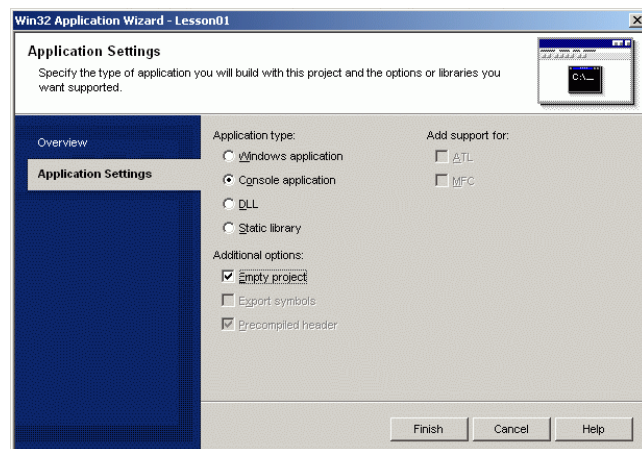 Win32 Application Wizard - Lesson01
Application Settings
Specify the type of application you will build with this project and the options or libraries you
want supported.
C:\_
Overview
Application Settings
Application type:
Windows application
Console application
DLL
Static library
Additional options:
Empty project
Export symbols
Precompiled header
Add support for:
ATL
MFC
Finish
Cancel
Help